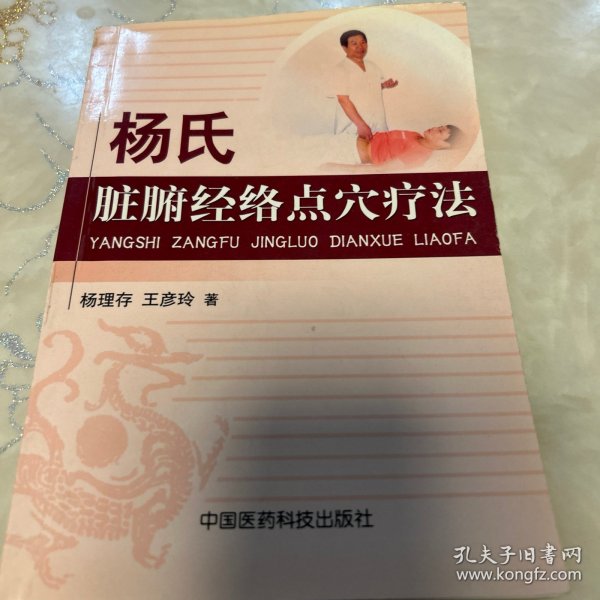 杨氏
脏腑经络点穴疗法
YANGSHI ZANGFU JINGLUO DIANXUE LIAOFA
杨理存 王彦玲 著
中国医药科技出版社
孔夫子旧书网
www.kongfz.com